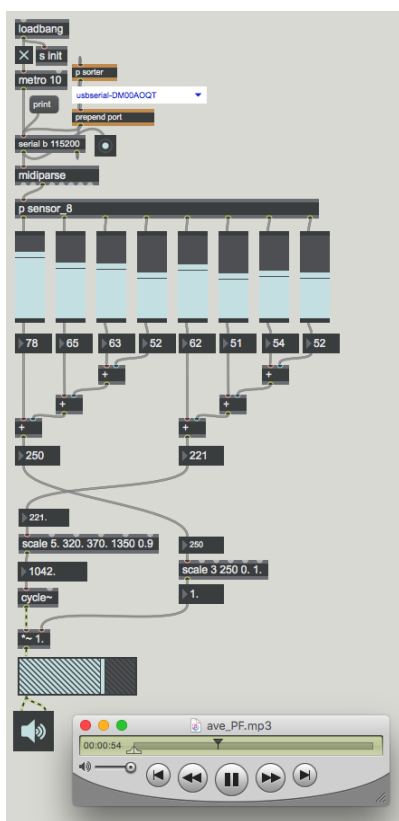 loadbang
s init
metro 10
p sorter
usbserial-DM00AOQT
print
prepend port
serial b 115200
midiparse
p sensor_8
78 65 63 52 62 51 54 52
+ +
+ +
+ +
250 221
221.
scale 5. 320. 370. 1350 0.9
250
scale 3 250 0. 1.
1042.
1.
cycle~
*~ 1.
ave_PF.mp3
00:00:54